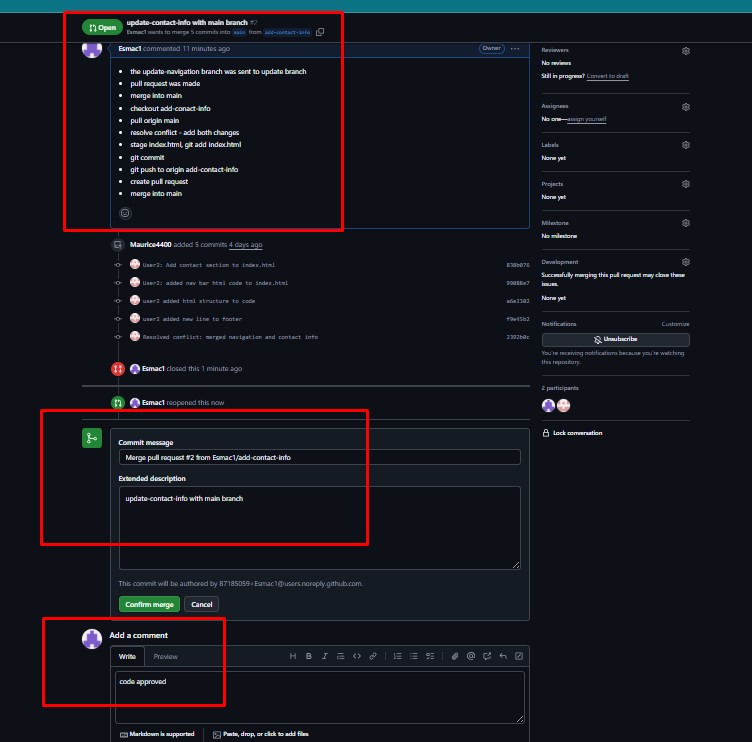 Open
update-contact-info with main branch #2
Esmac1 wants to merge 5 commits into main from add-contact-info
Esmac1 commented 11 minutes ago
Owner
the update-navigation branch was sent to update branch
pull request was made
merge into main
checkout add-conact-info
pull origin main
resolve conflict - add both changes
stage index.html, git add index.html
git commit
git push to origin add-contact-info
create pull request
merge into main
Maurice4400 added 5 commits 4 days ago
User2: Add contact section to index.html
User2: added nav bar html code to index.html
user2 added html structure to code
user2 added new line to footer
Resolved conflict: merged navigation and contact info
Esmac1 closed this 1 minute ago
Esmac1 reopened this now
Commit message
Merge pull request #2 from Esmac1/add-contact-info
Extended description
update-contact-info with main branch
This commit will be authored by 87185059+Esmac1@users.noreply.github.com.
Confirm merge
Cancel
Add a comment
Write
Preview
code approved
Markdown is supported
Paste, drop, or click to add files
Reviewers
No reviews
Still in progress? Convert to draft
Assignees
No one—assign yourself
Labels
None yet
Projects
None yet
Milestone
No milestone
Development
Successfully merging this pull request may close these
issues.
None yet
Notifications
Customize
Unsubscribe
You're receiving notifications because you're watching
this repository.
2 participants
Lock conversation